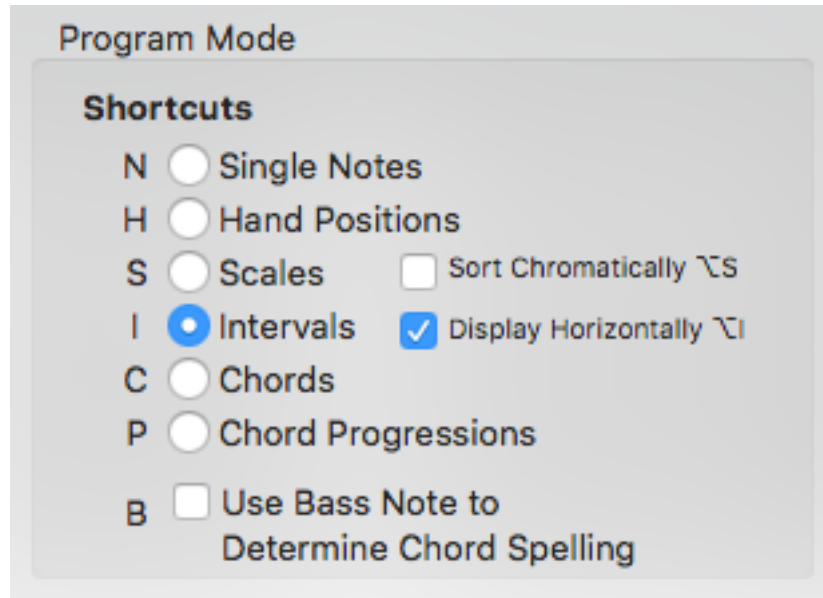 Program Mode
Shortcuts
N Single Notes
H Hand Positions
S Scales Sort Chromatically ⌥S
I Intervals Display Horizontally ⌥I
C Chords
P Chord Progressions
B Use Bass Note to
Determine Chord Spelling